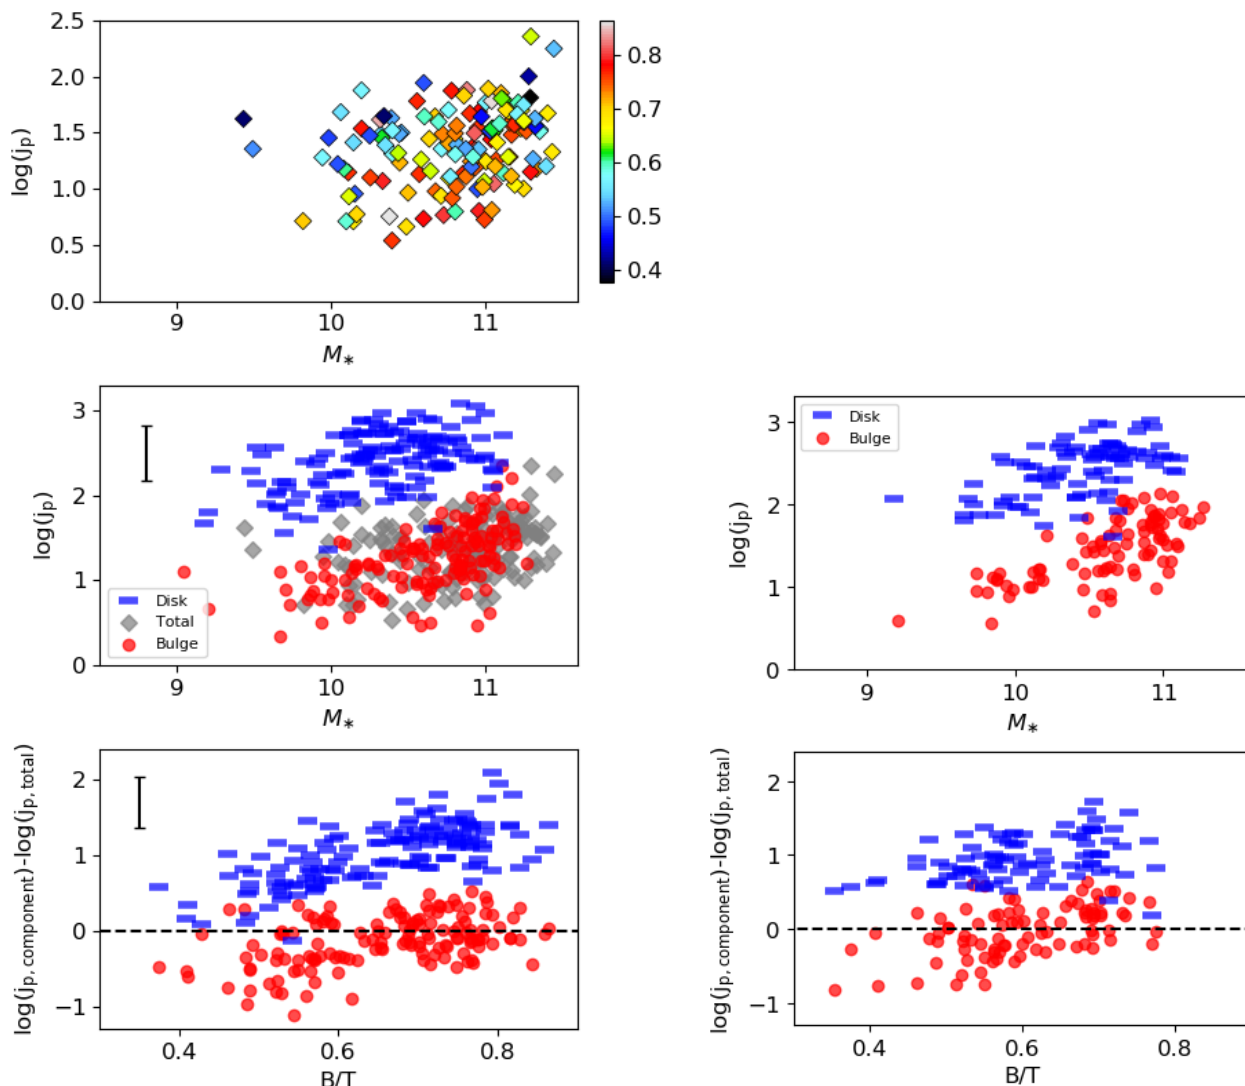 2.5
2.0
1.5
1.0
0.5
0.0
log(jp)
9 10 11
M*
0.8
0.7
0.6
0.5
0.4
3
2
1
0
log(jp)
Disk
Total
Bulge
9 10 11
M*
3
2
1
0
log(jp)
Disk
Bulge
9 10 11
M*
2
1
0
−1
log(jp, component)-log(jp, total)
0.4 0.6 0.8
B/T
2
1
0
−1
log(jp, component)-log(jp, total)
0.4 0.6 0.8
B/T